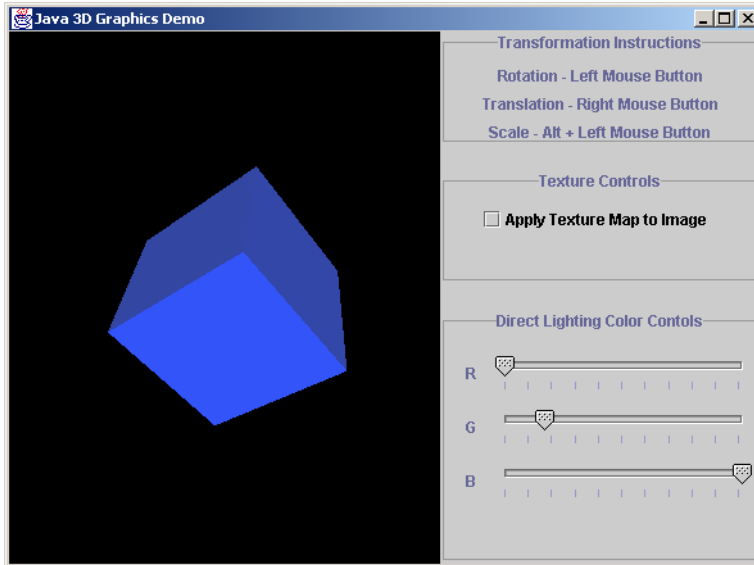 Java 3D Graphics Demo
Transformation Instructions
Rotation - Left Mouse Button
Translation - Right Mouse Button
Scale - Alt + Left Mouse Button
Texture Controls
Apply Texture Map to Image
Direct Lighting Color Contols
R
G
B